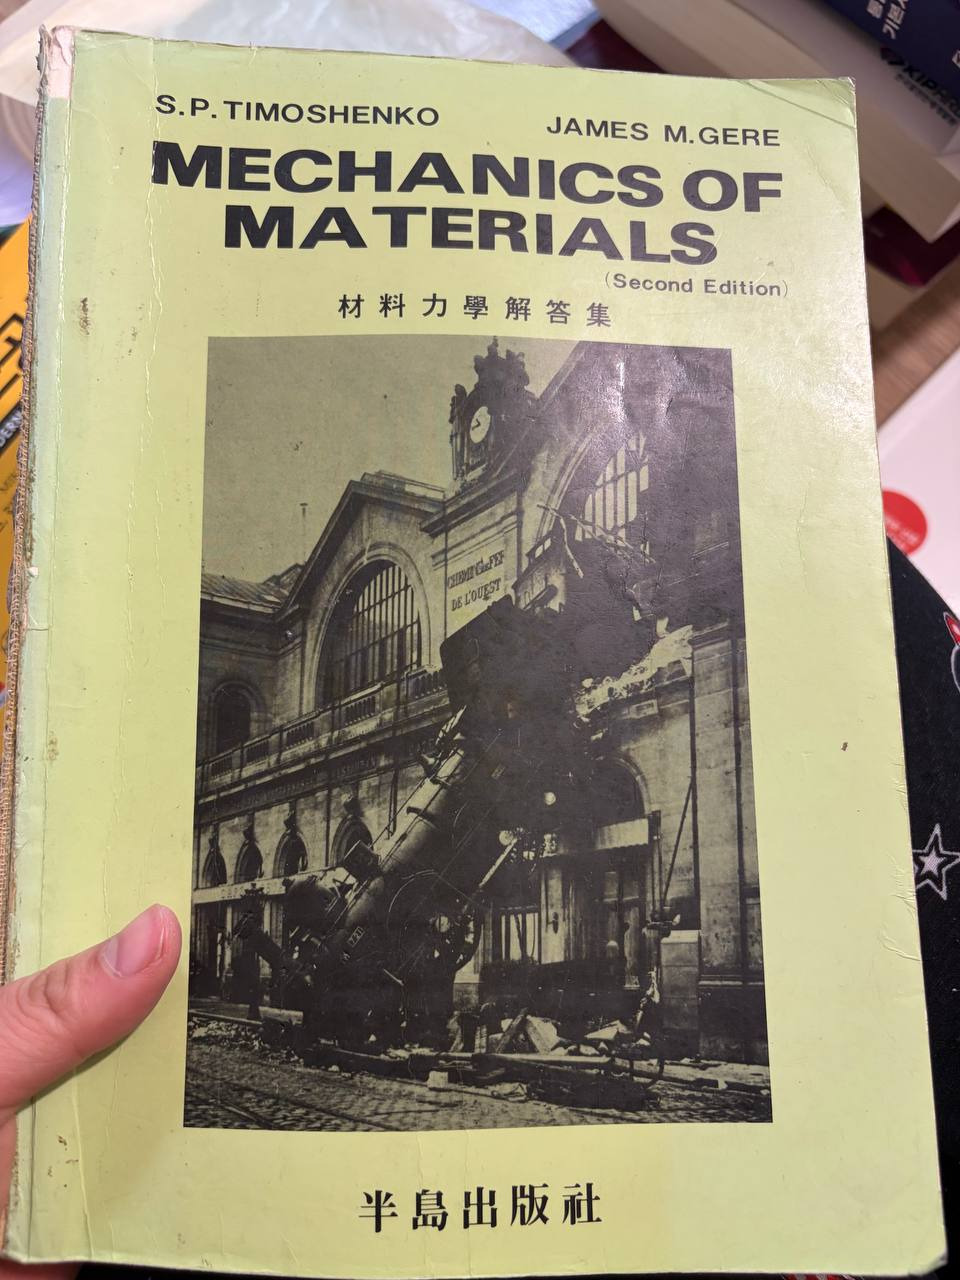 S.P. TIMOSHENKO
JAMES M. GERE
MECHANICS OF
MATERIALS
(Second Edition)
材料力學解答集
DE L'OUEST
半島出版社